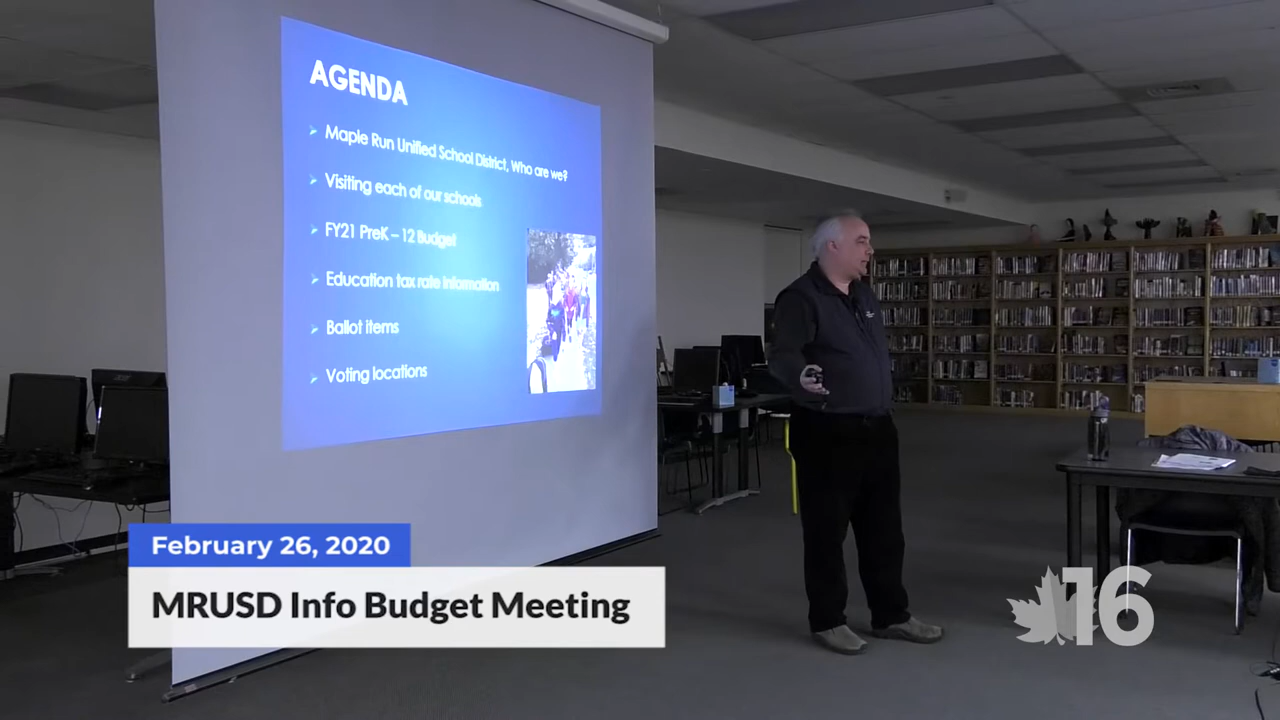 AGENDA
Maple Run Unified School District, Who are we?
Visiting each of our schools
FY21 PreK – 12 Budget
Education tax rate information
Ballot items
Voting locations
February 26, 2020
MRUSD Info Budget Meeting
16